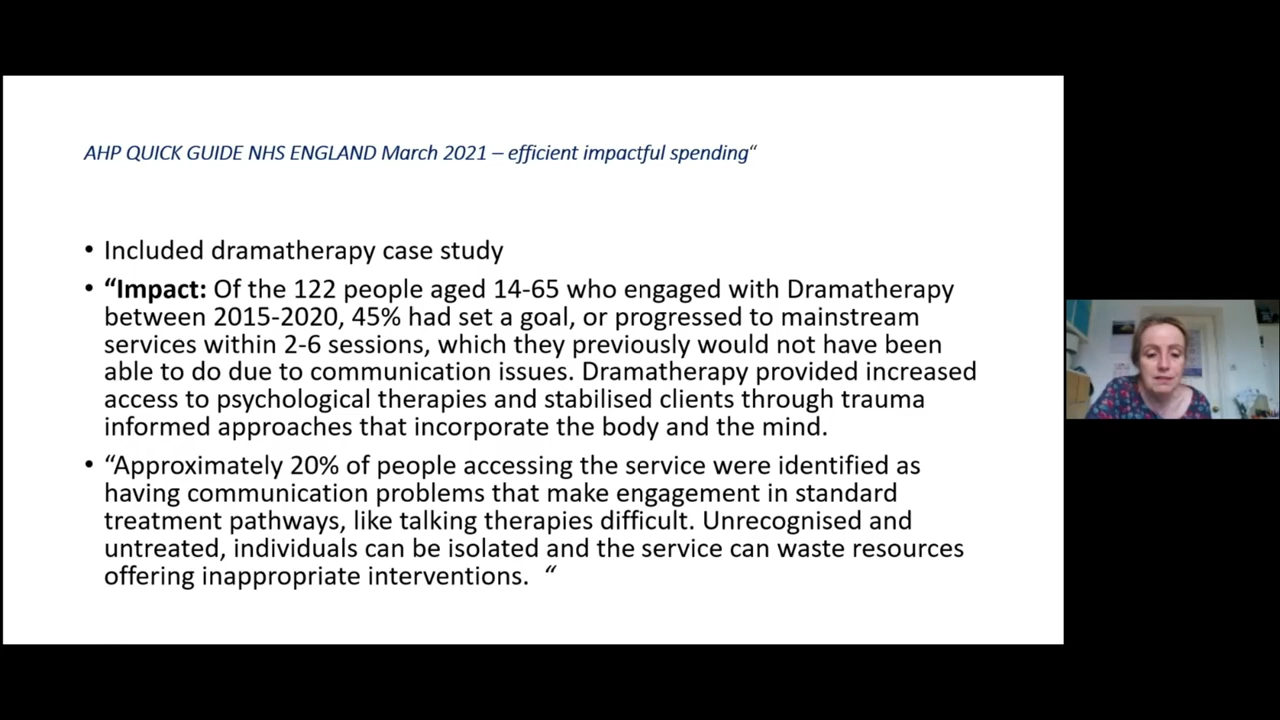 AHP QUICK GUIDE NHS ENGLAND March 2021 – efficient impactful spending“
• Included dramatherapy case study
• “Impact: Of the 122 people aged 14-65 who engaged with Dramatherapy
between 2015-2020, 45% had set a goal, or progressed to mainstream
services within 2-6 sessions, which they previously would not have been
able to do due to communication issues. Dramatherapy provided increased
access to psychological therapies and stabilised clients through trauma
informed approaches that incorporate the body and the mind.
• “Approximately 20% of people accessing the service were identified as
having communication problems that make engagement in standard
treatment pathways, like talking therapies difficult. Unrecognised and
untreated, individuals can be isolated and the service can waste resources
offering inappropriate interventions.  “